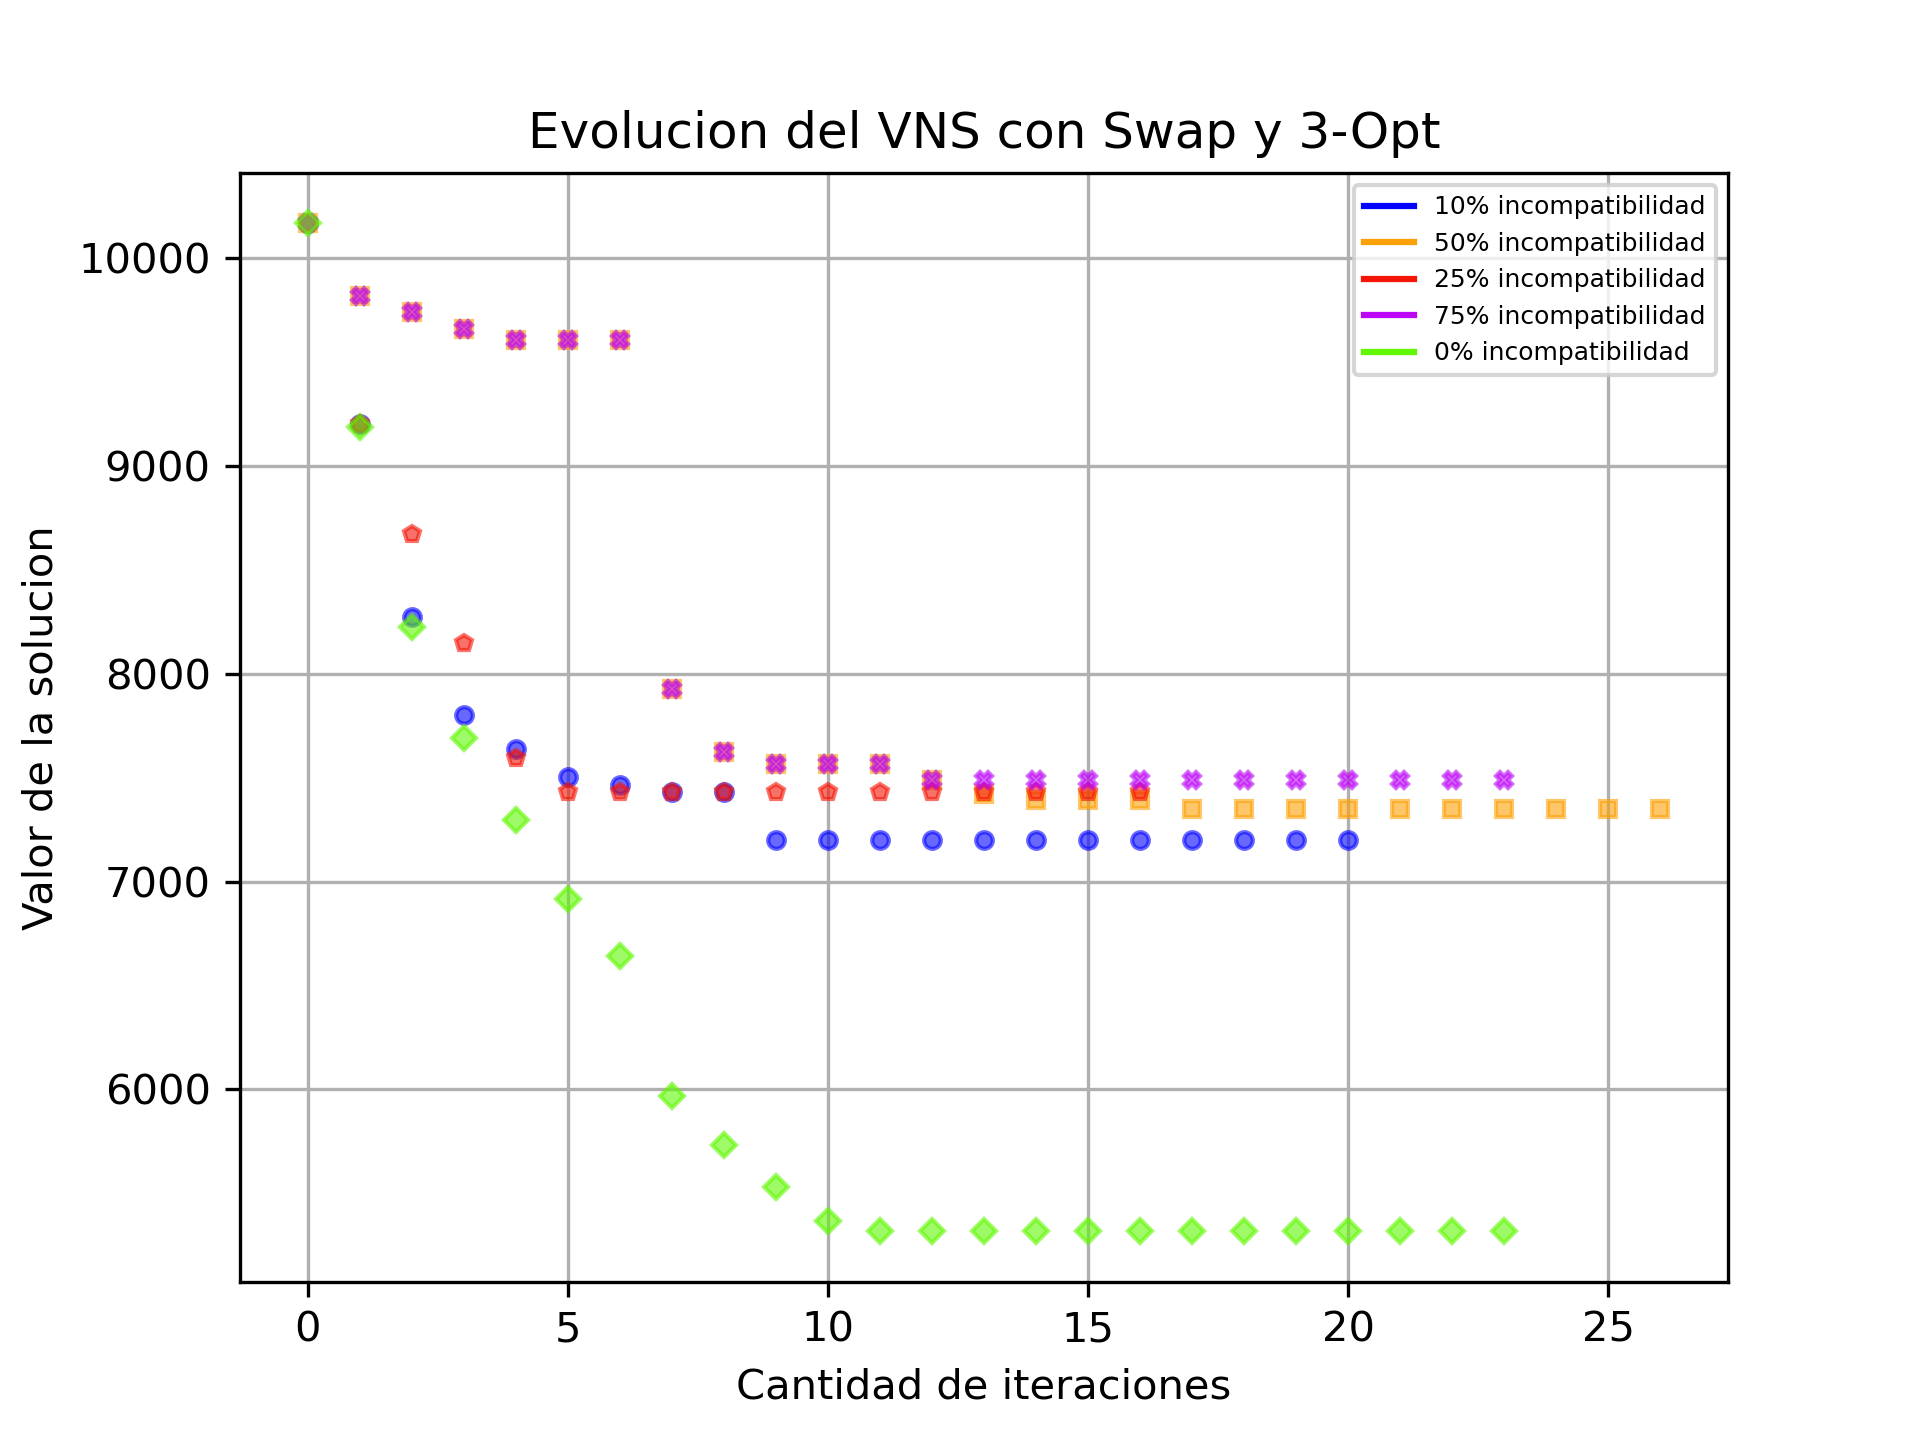 Evolucion del VNS con Swap y 3-Opt
10% incompatibilidad
50% incompatibilidad
25% incompatibilidad
75% incompatibilidad
0% incompatibilidad
10000
9000
8000
7000
6000
Valor de la solucion
0 5 10 15 20 25
Cantidad de iteraciones